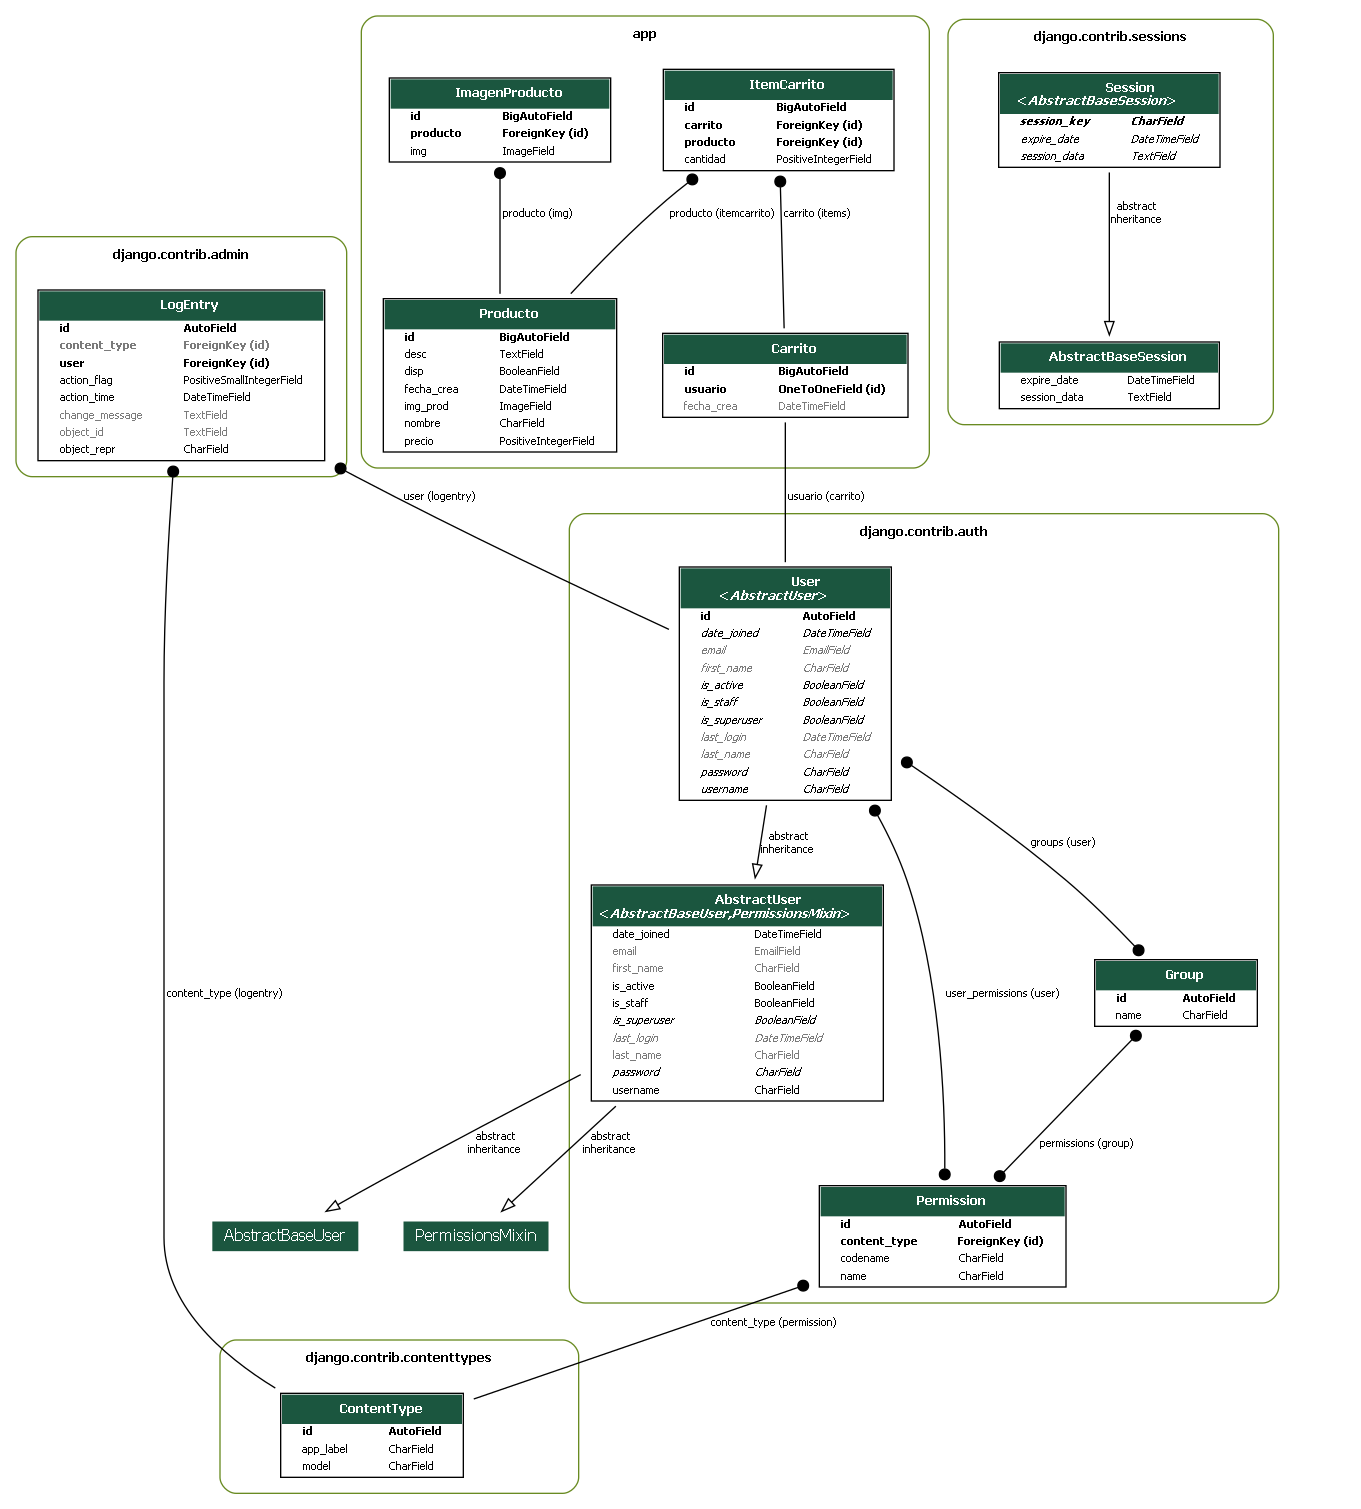 app
ImagenProducto
id BigAutoField
producto ForeignKey (id)
img ImageField
ItemCarrito
id BigAutoField
carrito ForeignKey (id)
producto ForeignKey (id)
cantidad PositiveIntegerField
producto (img)
producto (itemcarrito)
carrito (items)
Producto
id BigAutoField
desc TextField
disp BooleanField
fecha_crea DateTimeField
img_prod ImageField
nombre CharField
precio PositiveIntegerField
Carrito
id BigAutoField
usuario OneToOneField (id)
fecha_crea DateTimeField
django.contrib.sessions
Session
<AbstractBaseSession>
session_key CharField
expire_date DateTimeField
session_data TextField
abstract
inheritance
AbstractBaseSession
expire_date DateTimeField
session_data TextField
django.contrib.admin
LogEntry
id AutoField
content_type ForeignKey (id)
user ForeignKey (id)
action_flag PositiveSmallIntegerField
action_time DateTimeField
change_message TextField
object_id TextField
object_repr CharField
user (logentry)
usuario (carrito)
django.contrib.auth
User
<AbstractUser>
id AutoField
date_joined DateTimeField
email EmailField
first_name CharField
is_active BooleanField
is_staff BooleanField
is_superuser BooleanField
last_login DateTimeField
last_name CharField
password CharField
username CharField
abstract
inheritance
groups (user)
AbstractUser
<AbstractBaseUser,PermissionsMixin>
date_joined DateTimeField
email EmailField
first_name CharField
is_active BooleanField
is_staff BooleanField
is_superuser BooleanField
last_login DateTimeField
last_name CharField
password CharField
username CharField
content_type (logentry)
user_permissions (user)
Group
id AutoField
name CharField
abstract
inheritance
abstract
inheritance
permissions (group)
AbstractBaseUser
PermissionsMixin
Permission
id AutoField
content_type ForeignKey (id)
codename CharField
name CharField
content_type (permission)
django.contrib.contenttypes
ContentType
id AutoField
app_label CharField
model CharField